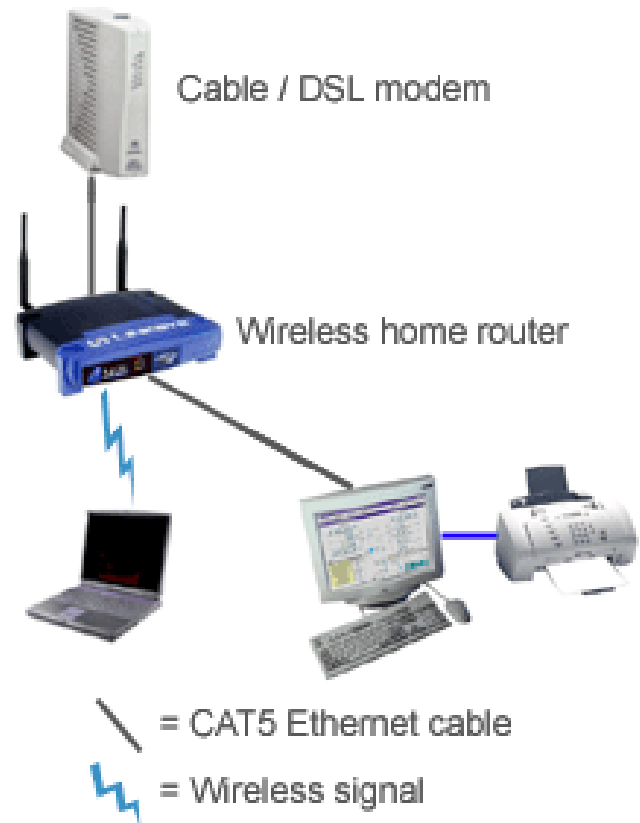 Cable / DSL modem
Wireless home router
= CAT5 Ethernet cable
= Wireless signal